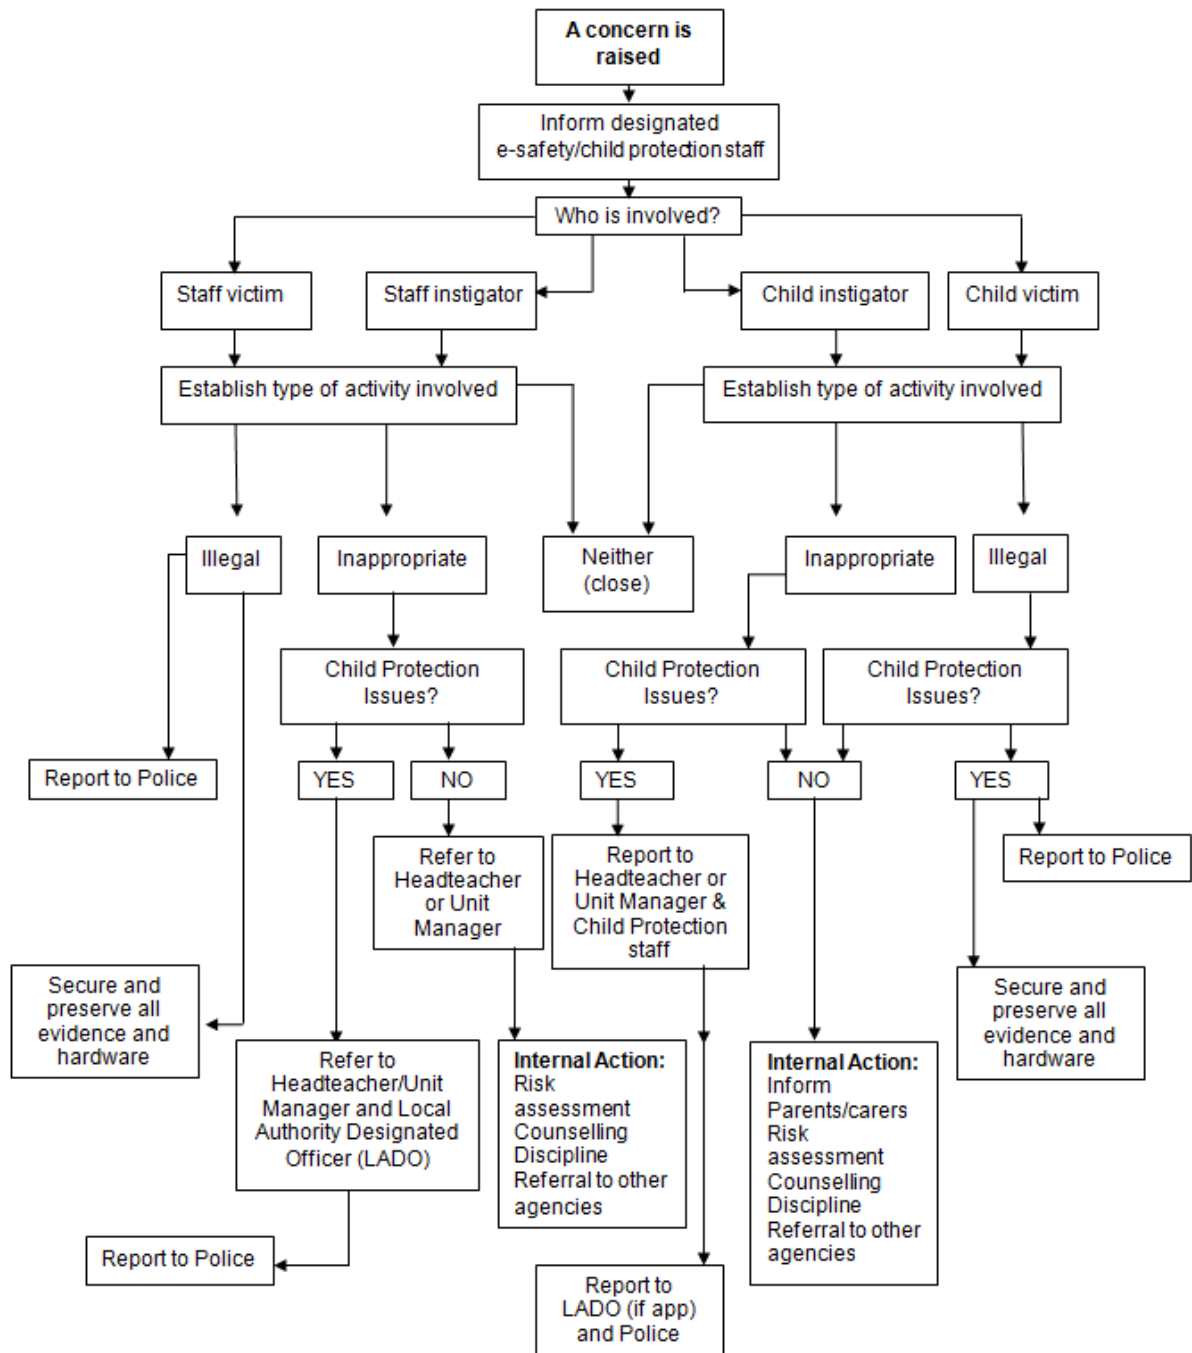 A concern is
raised
Inform designated
e-safety/child protection staff
Who is involved?
Staff victim
Staff instigator
Child instigator
Child victim
Establish type of activity involved
Establish type of activity involved
Illegal
Inappropriate
Neither
(close)
Inappropriate
Illegal
Child Protection
Issues?
Child Protection
Issues?
Child Protection
Issues?
Report to Police
YES
NO
YES
NO
YES
Refer to
Headteacher
or Unit
Manager
Report to
Headteacher or
Unit Manager &
Child Protection
staff
Report to Police
Secure and
preserve all
evidence and
hardware
Secure and
preserve all
evidence and
hardware
Refer to
Headteacher/Unit
Manager and Local
Authority Designated
Officer (LADO)
Internal Action:
Risk
assessment
Counselling
Discipline
Referral to other
agencies
Internal Action:
Inform
Parents/carers
Risk
assessment
Counselling
Discipline
Referral to other
agencies
Report to Police
Report to
LADO (if app)
and Police